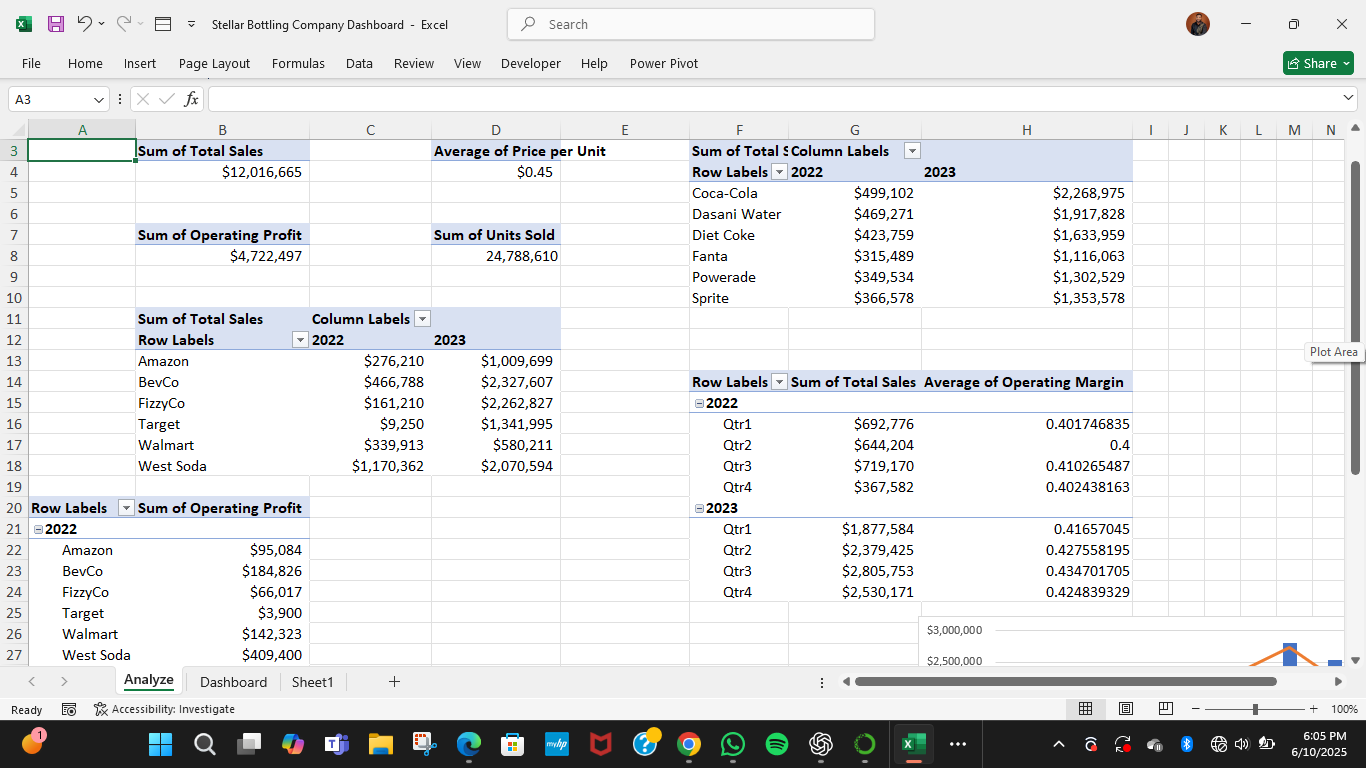 Stellar Bottling Company Dashboard - Excel
Search
File Home Insert Page Layout Formulas Data Review View Developer Help Power Pivot
Share
A3
fx
A B C D E F G H I J K L M N
3 Sum of Total Sales Average of Price per Unit Sum of Total S Column Labels
4 $12,016,665 $0.45 Row Labels 2022 2023
5 Coca-Cola $499,102 $2,268,975
6 Dasani Water $469,271 $1,917,828
7 Sum of Operating Profit Sum of Units Sold Diet Coke $423,759 $1,633,959
8 $4,722,497 24,788,610 Fanta $315,489 $1,116,063
9 Powerade $349,534 $1,302,529
10 Sprite $366,578 $1,353,578
11 Sum of Total Sales Column Labels
12 Row Labels 2022 2023
Plot Area
13 Amazon $276,210 $1,009,699
14 BevCo $466,788 $2,327,607 Row Labels Sum of Total Sales Average of Operating Margin
15 FizzyCo $161,210 $2,262,827 2022
16 Target $9,250 $1,341,995 Qtr1 $692,776 0.401746835
17 Walmart $339,913 $580,211 Qtr2 $644,204 0.4
18 West Soda $1,170,362 $2,070,594 Qtr3 $719,170 0.410265487
19 Qtr4 $367,582 0.402438163
20 Row Labels Sum of Operating Profit 2023
21 2022 Qtr1 $1,877,584 0.41657045
22 Amazon $95,084 Qtr2 $2,379,425 0.427558195
23 BevCo $184,826 Qtr3 $2,805,753 0.434701705
24 FizzyCo $66,017 Qtr4 $2,530,171 0.424839329
25 Target $3,900
26 Walmart $142,323 $3,000,000
27 West Soda $409,400 $2,500,000
Analyze Dashboard Sheet1
Ready Accessibility: Investigate 100%
1
myhp
6:05 PM
6/10/2025